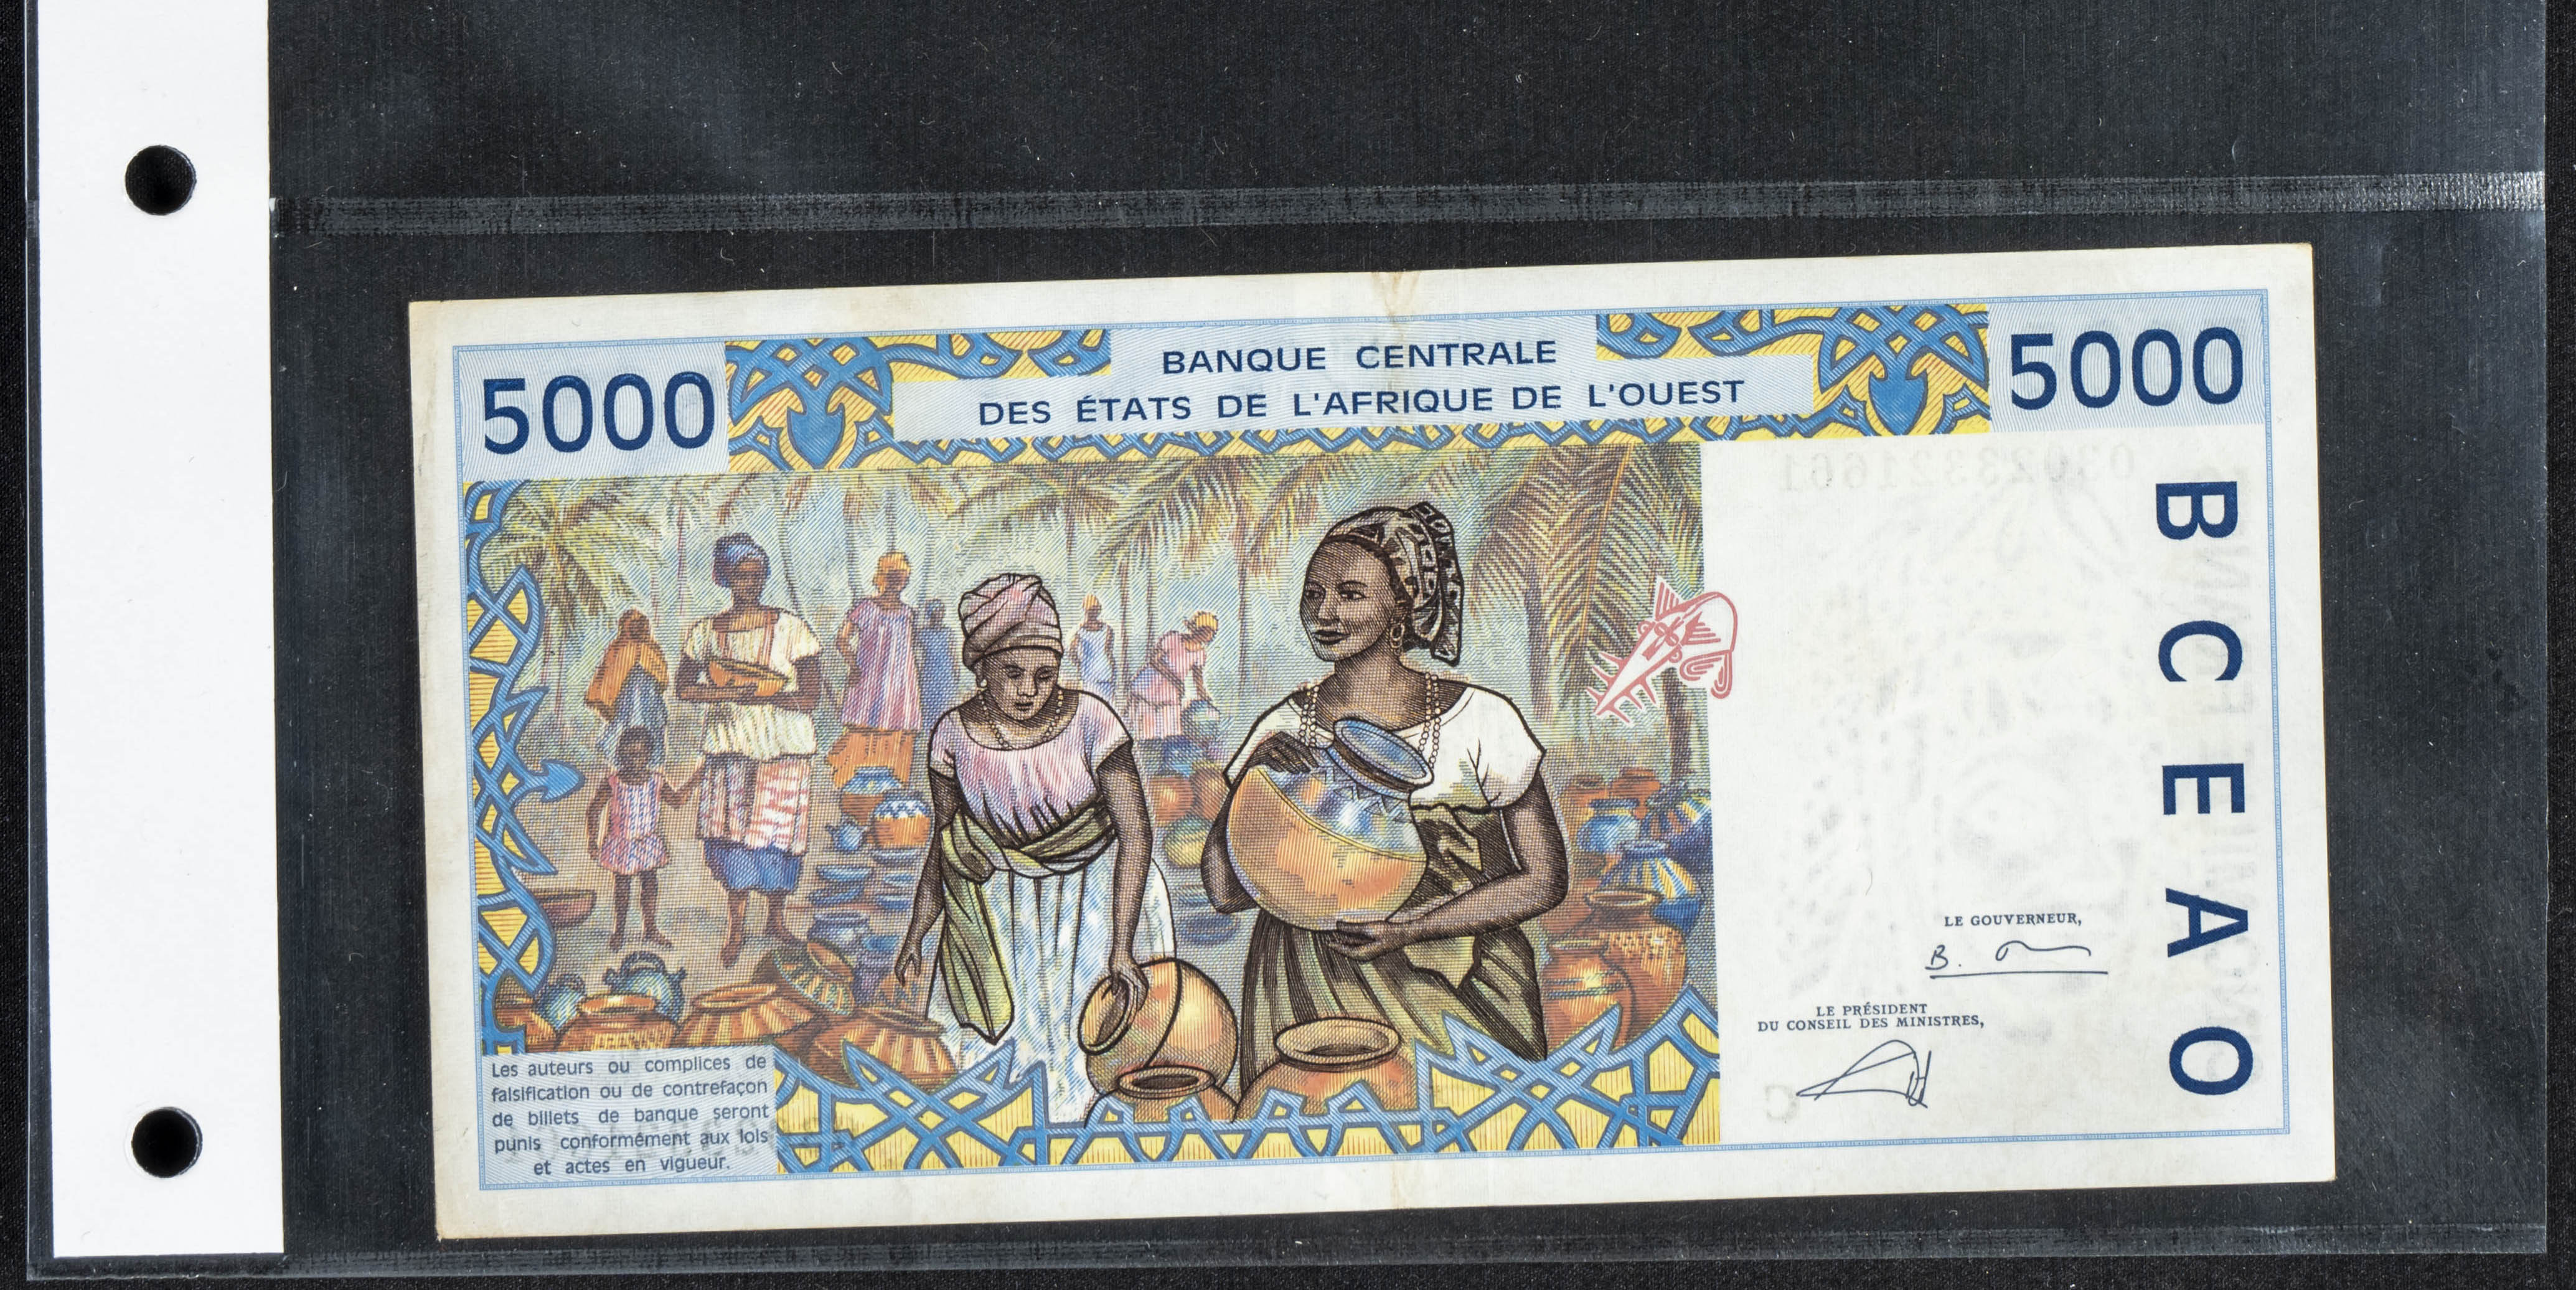 5000
BANQUE CENTRALE
DES ÉTATS DE L'AFRIQUE DE L'OUEST
5000
BCEAO
LE GOUVERNEUR,
LE PRÉSIDENT
DU CONSEIL DES MINISTRES,
Les auteurs ou complices de
falsification ou de contrefaçon
de billets de banque seront
punis conformément aux lois
et actes en vigueur.